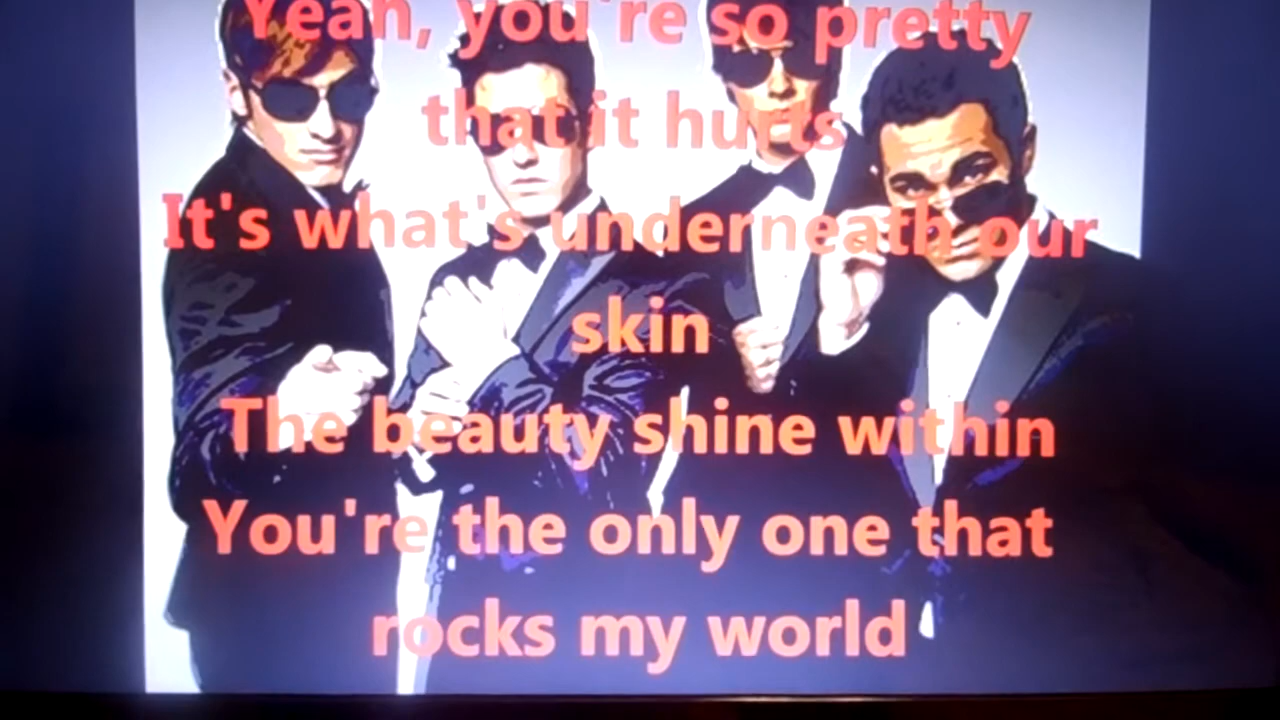 Yeah, you're so pretty
that it hurts
It's what's underneath our
skin
The beauty shine within
You're the only one that
rocks my world